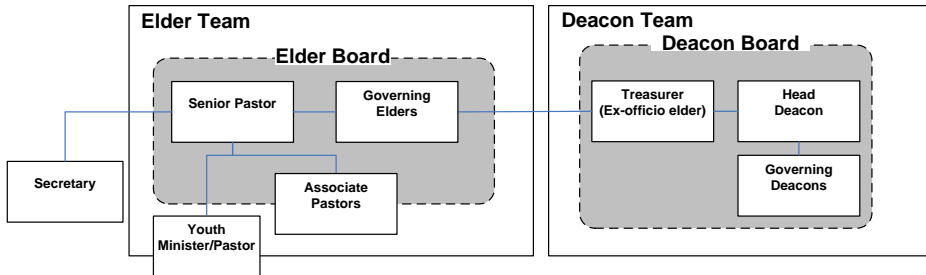 Elder Team
Deacon Team
Elder Board
Deacon Board
Senior Pastor
Governing
Elders
Treasurer
(Ex-officio elder)
Head
Deacon
Secretary
Associate
Pastors
Governing
Deacons
Youth
Minister/Pastor